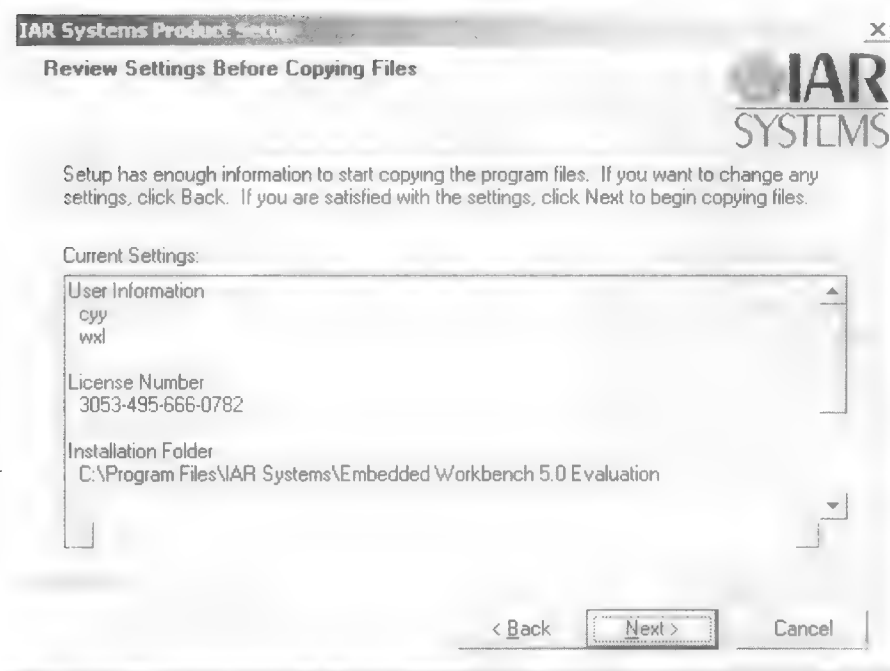 IAR Systems Product Setup
Review Settings Before Copying Files
IAR
SYSTEMS
Setup has enough information to start copying the program files. If you want to change any
settings, click Back. If you are satisfied with the settings, click Next to begin copying files.
Current Settings:
User Information
cyy
wxl
License Number
3053-495-666-0782
Installation Folder
C:\Program Files\IAR Systems\Embedded Workbench 5.0 Evaluation
< Back
Next >
Cancel